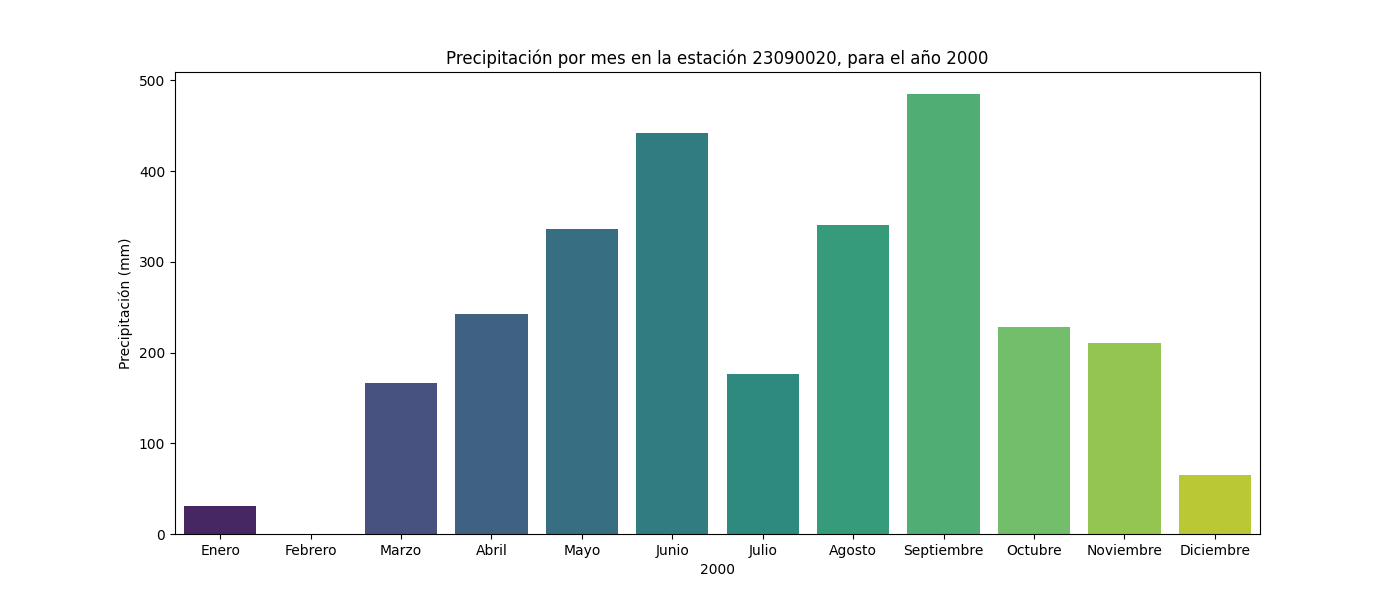 Precipitación por mes en la estación 23090020, para el año 2000
500
400
300
200
100
0
Precipitación (mm)
Enero Febrero Marzo Abril Mayo Junio Julio Agosto Septiembre Octubre Noviembre Diciembre
2000